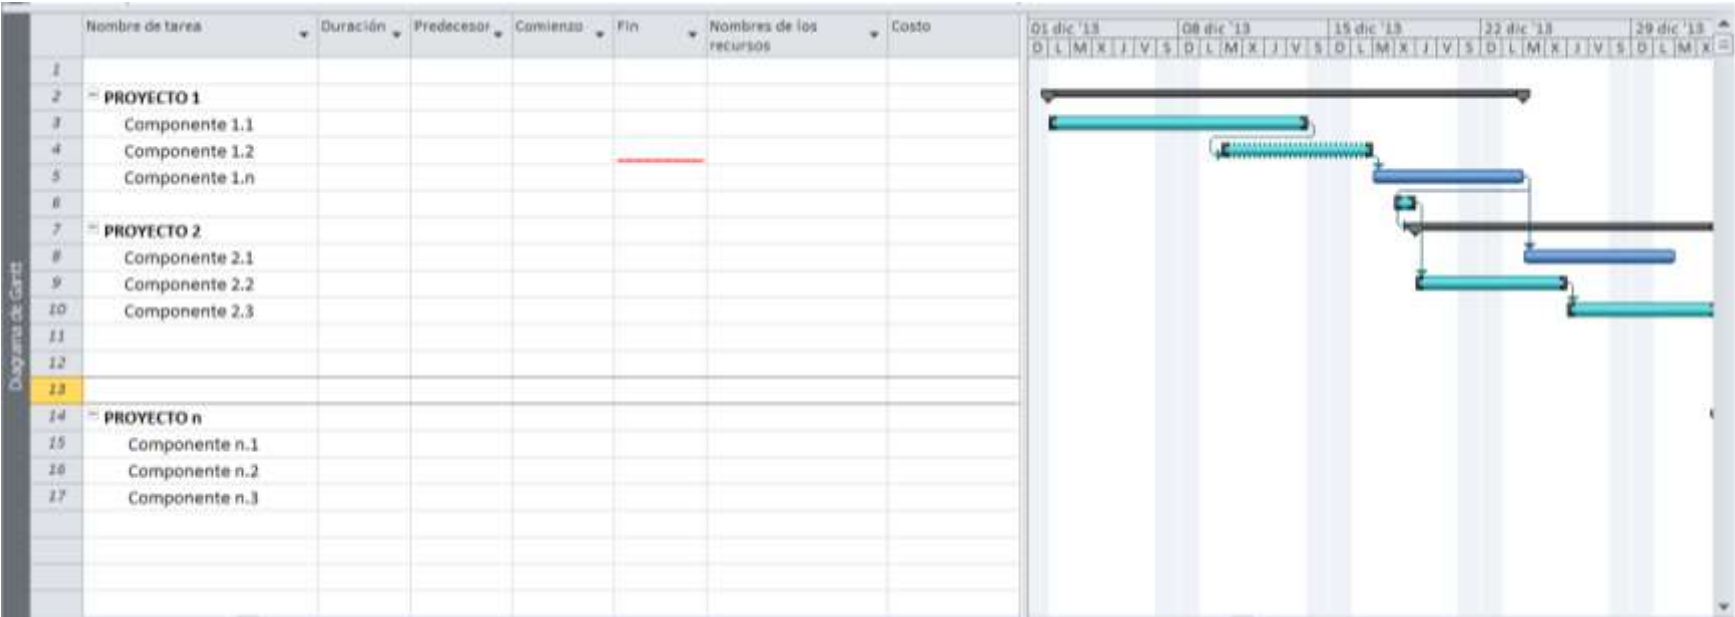 Nombre de tarea Duración Predecesor Comienzo Fin Nombres de los recursos Costo
01 dic '13 08 dic '13 15 dic '13 22 dic '13 29 dic '13
D L M X J V S D L M X J V S D L M X J V S D L M X J V S D L M X
1
2 PROYECTO 1
3 Componente 1.1
4 Componente 1.2
5 Componente 1.n
6
7 PROYECTO 2
8 Componente 2.1
9 Componente 2.2
10 Componente 2.3
11
12
13
14 PROYECTO n
15 Componente n.1
16 Componente n.2
17 Componente n.3
Diagrama de Gantt